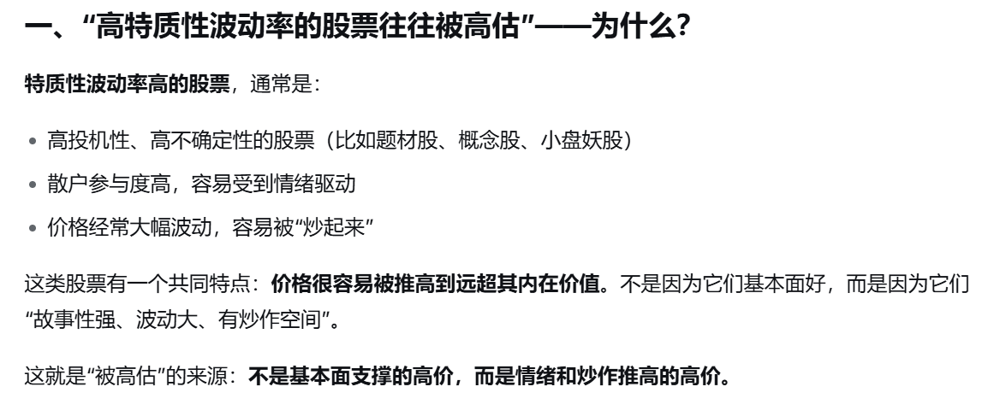 一、“高特质性波动率的股票往往被高估”——为什么？
特质性波动率高的股票，通常是：
• 高投机性、高不确定性的股票（比如题材股、概念股、小盘妖股）
• 散户参与度高，容易受到情绪驱动
• 价格经常大幅波动，容易被“炒起来”
这类股票有一个共同特点：价格很容易被推高到远超其内在价值。不是因为它们基本面好，而是因为它们
“故事性强、波动大、有炒作空间”。
这就是“被高估”的来源：不是基本面支撑的高价，而是情绪和炒作推高的高价。